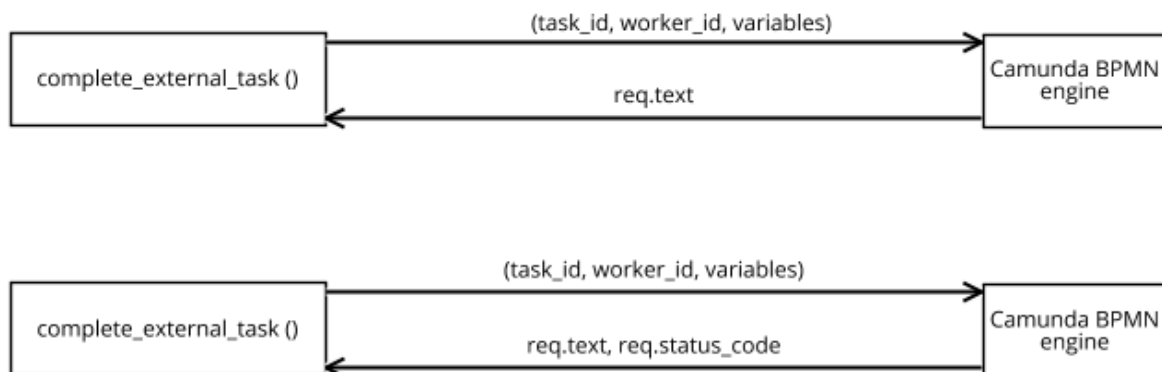 (task_id, worker_id, variables)
complete_external_task ()
Camunda BPMN
engine
req.text
(task_id, worker_id, variables)
complete_external_task ()
Camunda BPMN
engine
req.text, req.status_code